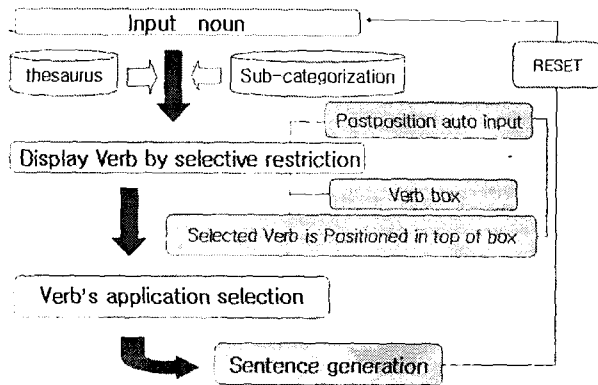 Input noun
thesaurus
Sub-categorization
RESET
Postposition auto input
Display Verb by selective restriction
Verb box
Selected Verb is Positioned in top of box
Verb's application selection
Sentence generation